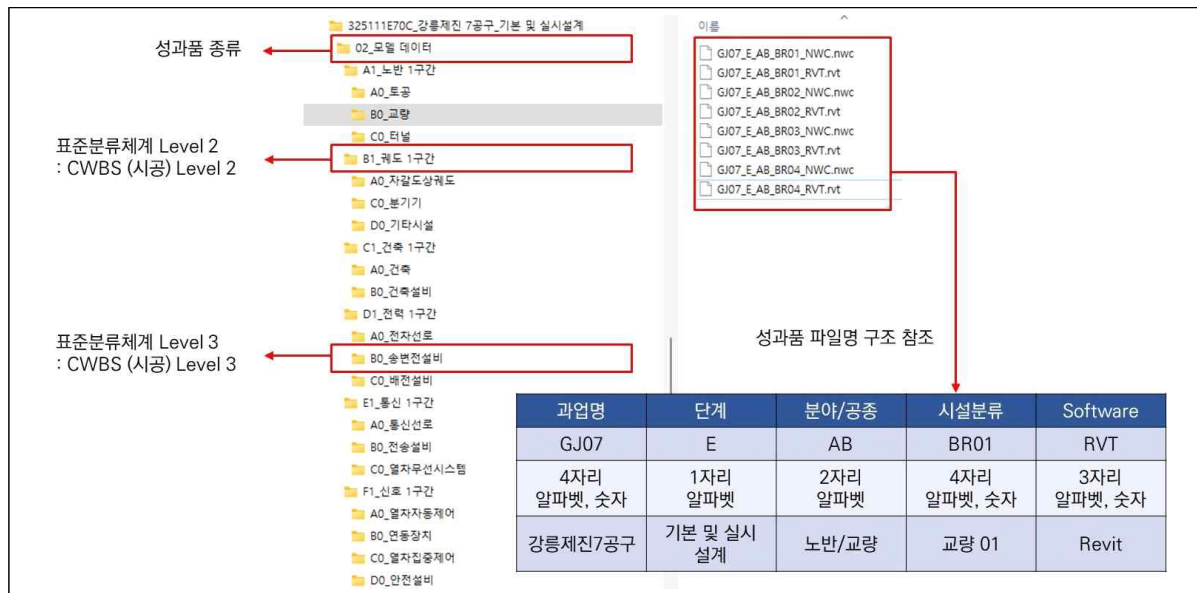 325111E70C_강릉제진 7공구_기본 및 실시설계
성과품 종류
02_모델 데이터
A1_노반 1구간
A0_토공
B0_교량
C0_터널
표준분류체계 Level 2
: CWBS (시공) Level 2
B1_궤도 1구간
A0_자갈도상궤도
C0_분기기
D0_기타시설
C1_건축 1구간
A0_건축
B0_건축설비
D1_전력 1구간
A0_전차선로
표준분류체계 Level 3
: CWBS (시공) Level 3
B0_송변전설비
C0_배전설비
E1_통신 1구간
A0_통신선로
B0_전송설비
C0_열차무선시스템
F1_신호 1구간
A0_열차자동제어
B0_연동장치
C0_열차집중제어
D0_안전설비
이름
GJ07_E_AB_BR01_NWC.nwc
GJ07_E_AB_BR01_RVT.rvt
GJ07_E_AB_BR02_NWC.nwc
GJ07_E_AB_BR02_RVT.rvt
GJ07_E_AB_BR03_NWC.nwc
GJ07_E_AB_BR03_RVT.rvt
GJ07_E_AB_BR04_NWC.nwc
GJ07_E_AB_BR04_RVT.rvt
성과품 파일명 구조 참조
과업명 단계 분야/공종 시설분류 Software
GJ07 E AB BR01 RVT
4자리 1자리 2자리 4자리 3자리
알파벳, 숫자 알파벳 알파벳 알파벳, 숫자 알파벳, 숫자
강릉제진7공구 기본 및 실시 설계 노반/교량 교량 01 Revit